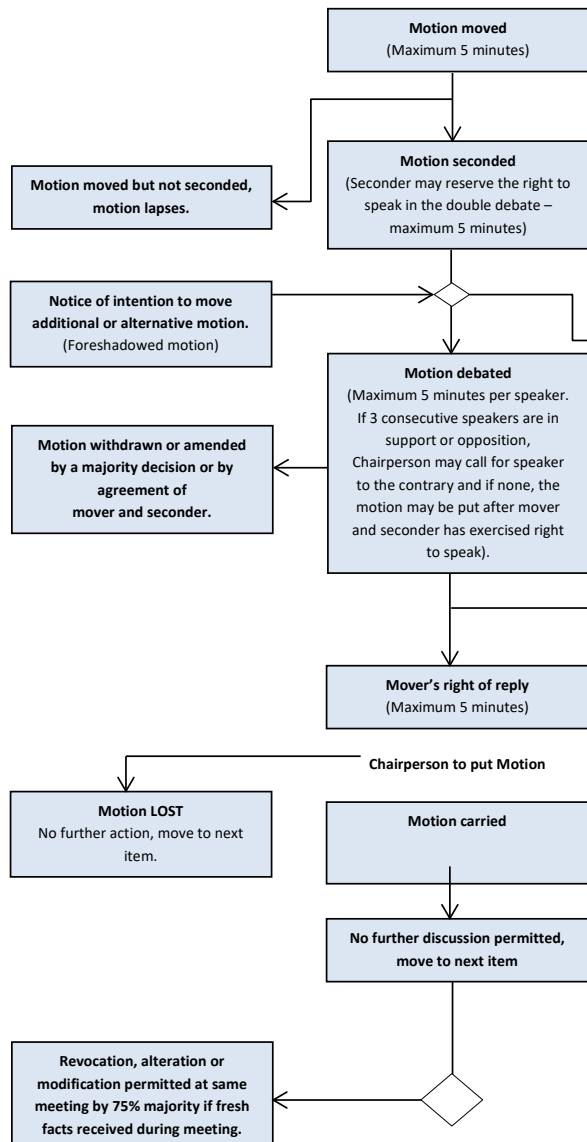 Motion moved
(Maximum 5 minutes)
Motion seconded
(Seconder may reserve the right to
speak in the double debate –
maximum 5 minutes)
Motion moved but not seconded,
motion lapses.
Notice of intention to move
additional or alternative motion.
(Foreshadowed motion)
Motion debated
(Maximum 5 minutes per speaker.
If 3 consecutive speakers are in
support or opposition,
Chairperson may call for speaker
to the contrary and if none, the
motion may be put after mover
and seconder has exercised right
to speak).
Motion withdrawn or amended
by a majority decision or by
agreement of
mover and seconder.
Mover’s right of reply
(Maximum 5 minutes)
Chairperson to put Motion
Motion LOST
No further action, move to next
item.
Motion carried
No further discussion permitted,
move to next item
Revocation, alteration or
modification permitted at same
meeting by 75% majority if fresh
facts received during meeting.